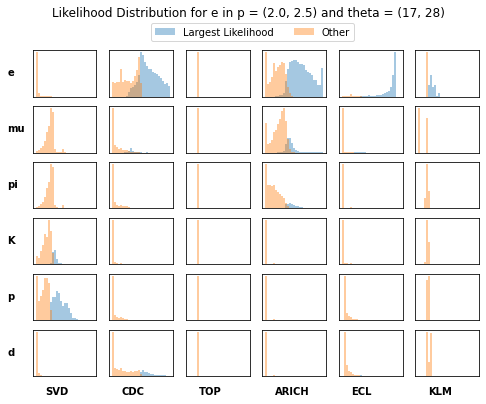 Likelihood Distribution for e in p = (2.0, 2.5) and theta = (17, 28)
Largest Likelihood Other
e
mu
pi
K
p
d
SVD CDC TOP ARICH ECL KLM